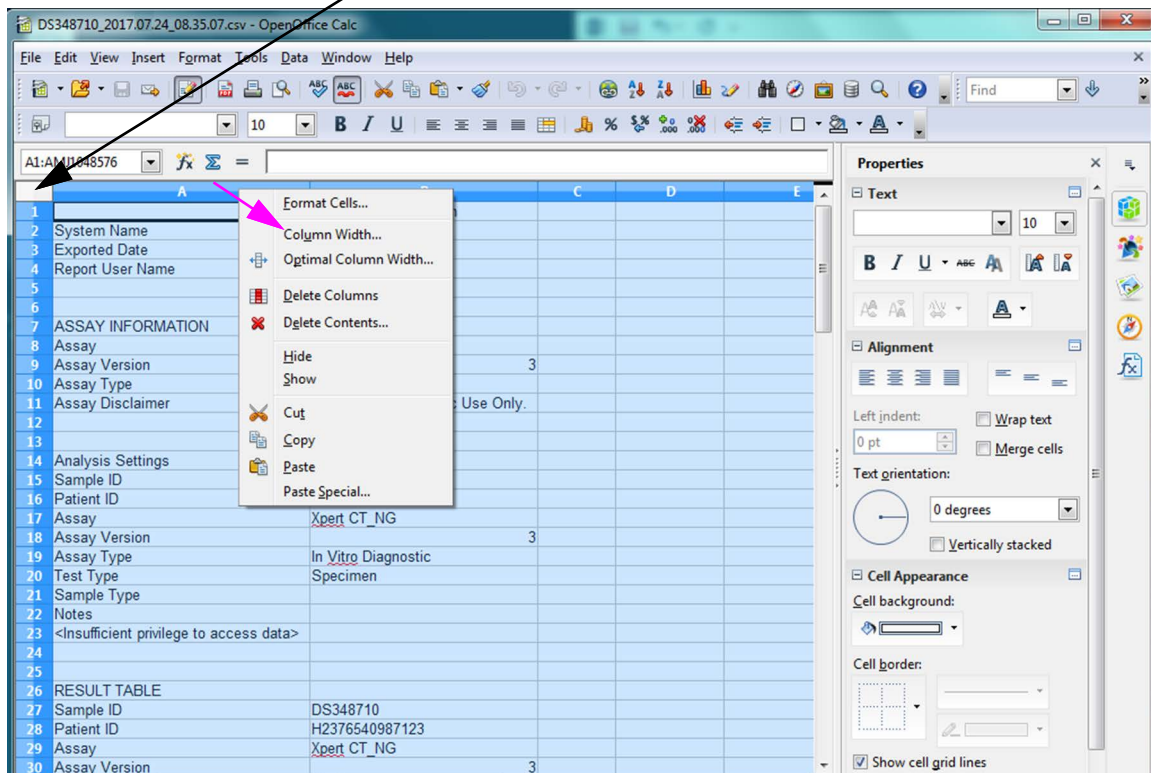 DS348710_2017.07.24_08.35.07.csv - OpenOffice Calc
File Edit View Insert Format Tools Data Window Help
Find
10
A1:AMJ1048576
Properties
A C D E
Text
10
1
2 System Name
3 Exported Date
4 Report User Name
5
6
7 ASSAY INFORMATION
8 Assay
9 Assay Version 3
10 Assay Type
11 Assay Disclaimer Use Only.
12
13
14 Analysis Settings
15 Sample ID
16 Patient ID
17 Assay Xpert CT_NG
18 Assay Version 3
19 Assay Type In Vitro Diagnostic
20 Test Type Specimen
21 Sample Type
22 Notes
23 <Insufficient privilege to access data>
24
25
26 RESULT TABLE
27 Sample ID DS348710
28 Patient ID H2376540987123
29 Assay Xpert CT_NG
30 Assay Version 3
Format Cells...
Column Width...
Optimal Column Width...
Delete Columns
Delete Contents...
Hide
Show
Cut
Copy
Paste
Paste Special...
Alignment
Left indent:
0 pt
Wrap text
Merge cells
Text orientation:
0 degrees
Vertically stacked
Cell Appearance
Cell background:
Cell border:
Show cell grid lines